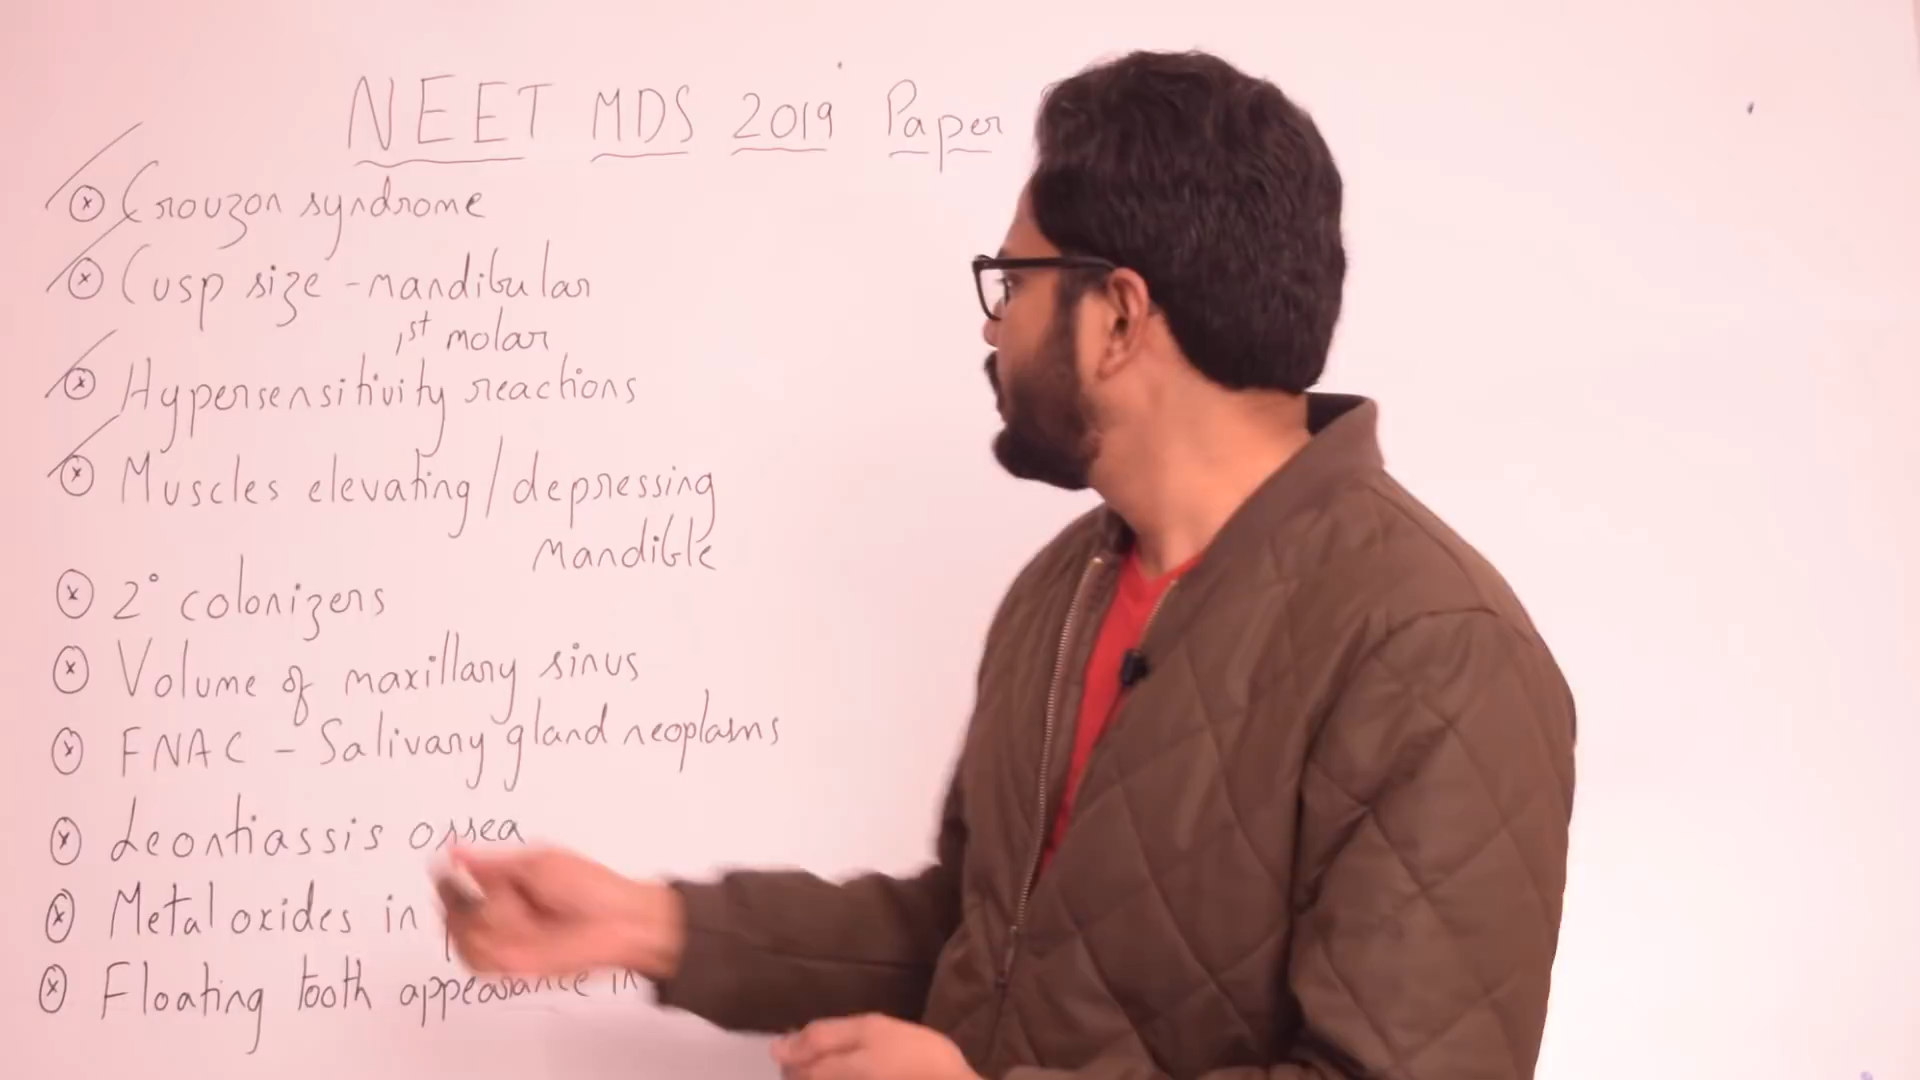 NEET MDS 2019 Paper
Crouzon syndrome
Cusp size - mandibular
1st molar
Hypersensitivity reactions
Muscles elevating / depressing
mandible
2° colonizers
Volume of maxillary sinus
FNAC - Salivary gland neoplasms
Leontiassis ossea
Metal oxides in
Floating tooth appearance in